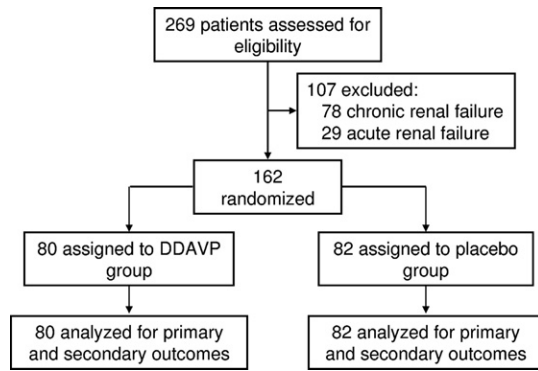 269 patients assessed for
eligibility
107 excluded:
78 chronic renal failure
29 acute renal failure
162
randomized
80 assigned to DDAVP
group
82 assigned to placebo
group
80 analyzed for primary
and secondary outcomes
82 analyzed for primary
and secondary outcomes